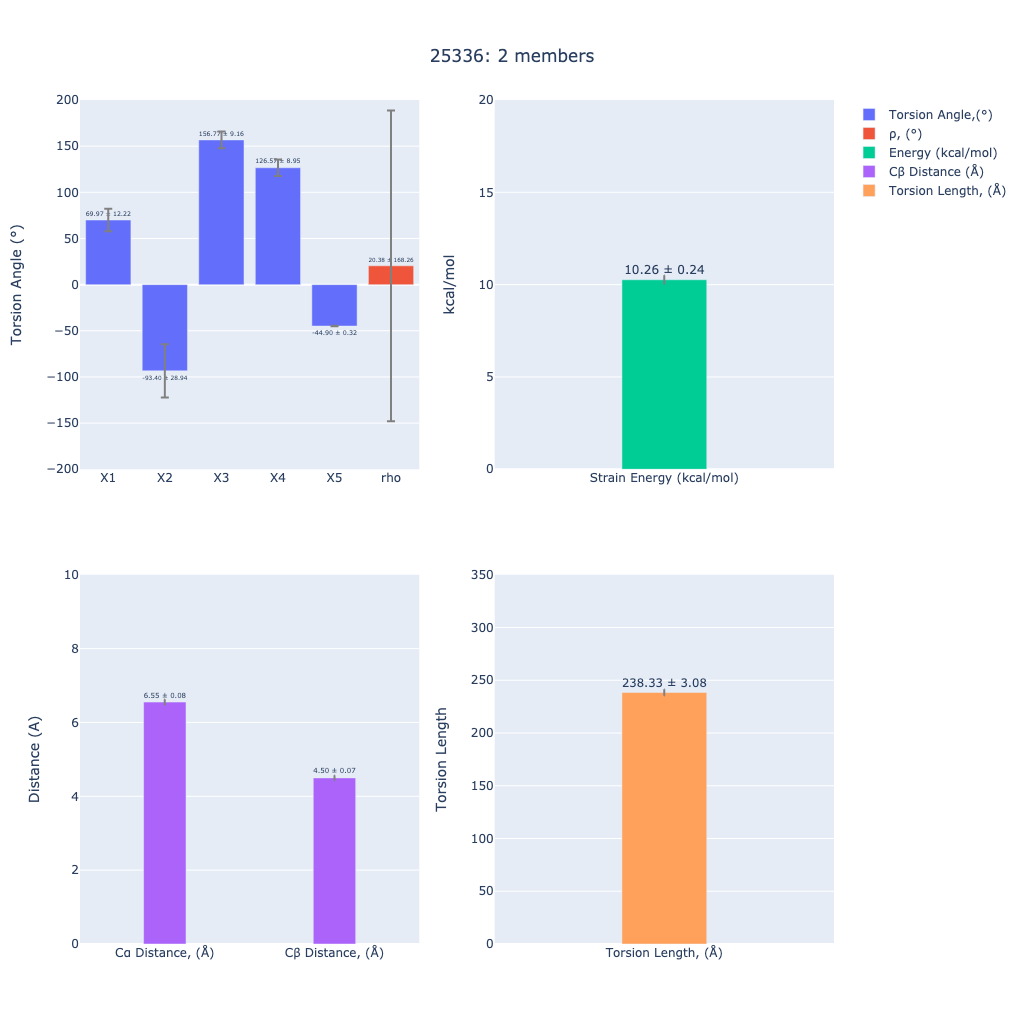 25336: 2 members
Torsion Angle (°)
200
150
100
50
0
−50
−100
−150
−200
69.97 ± 12.22
-93.40 ± 28.94
156.77 ± 9.16
126.57 ± 8.95
-44.90 ± 0.32
20.38 ± 168.26
X1 X2 X3 X4 X5 rho
kcal/mol
20
15
10
5
0
10.26 ± 0.24
Strain Energy (kcal/mol)
Torsion Angle,(°)
ρ, (°)
Energy (kcal/mol)
Cβ Distance (Å)
Torsion Length, (Å)
Distance (A)
10
8
6
4
2
0
6.55 ± 0.08
4.50 ± 0.07
Cα Distance, (Å) Cβ Distance, (Å)
Torsion Length
350
300
250
200
150
100
50
0
238.33 ± 3.08
Torsion Length, (Å)